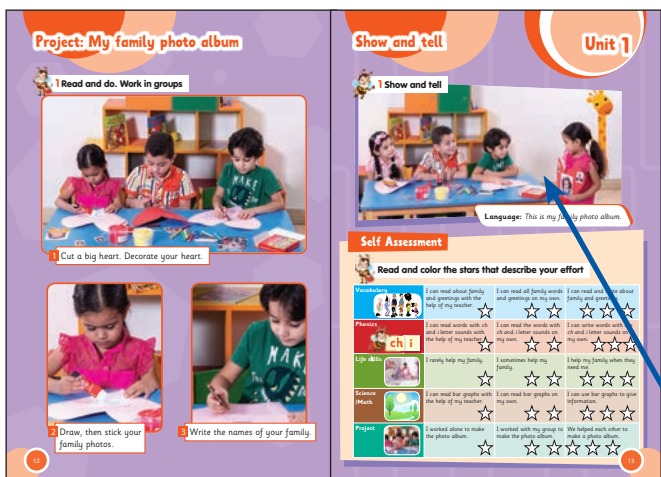 Project: My family photo album
1 Read and do. Work in groups
1 Cut a big heart. Decorate your heart.
2 Draw, then stick your
family photos.
3 Write the names of your family.
12
Show and tell
Unit 1
1 Show and tell
Language: This is my family photo album.
Self Assessment
Read and color the stars that describe your effort
Vocabulary
I can read about family
and greetings with the
help of my teacher.
I can read all family words
and greetings on my own.
I can read and write about
family and greetings.
Phonics
ch i
I can read words with ch
and i letter sounds with
the help of my teacher.
I can read the words with
ch and i letter sounds on
my own.
I can write words with
ch and i letter sounds on
my own.
Life skills
I rarely help my family.
I sometimes help my
family.
I help my family when they
need me.
Science
/Math
I can read bar graphs with
the help of my teacher.
I can read bar graphs on
my own.
I can use bar graphs to give
information.
Project
I worked alone to make
the photo album.
I worked with my group to
make the photo album.
We helped each other to
make a photo album.
13